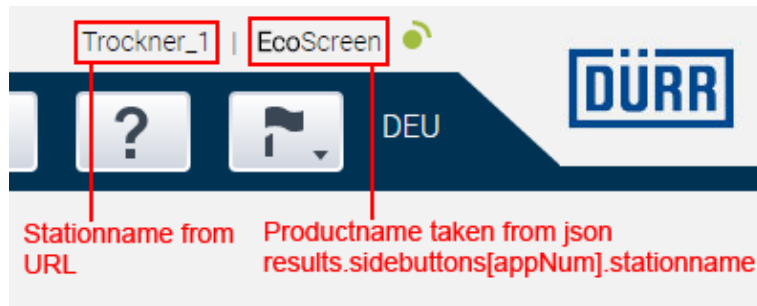 Trockner_1 | EcoScreen
DÜRR
? DEU
Stationname from
URL
Productname taken from json
results.sidebuttons[appNum].stationname